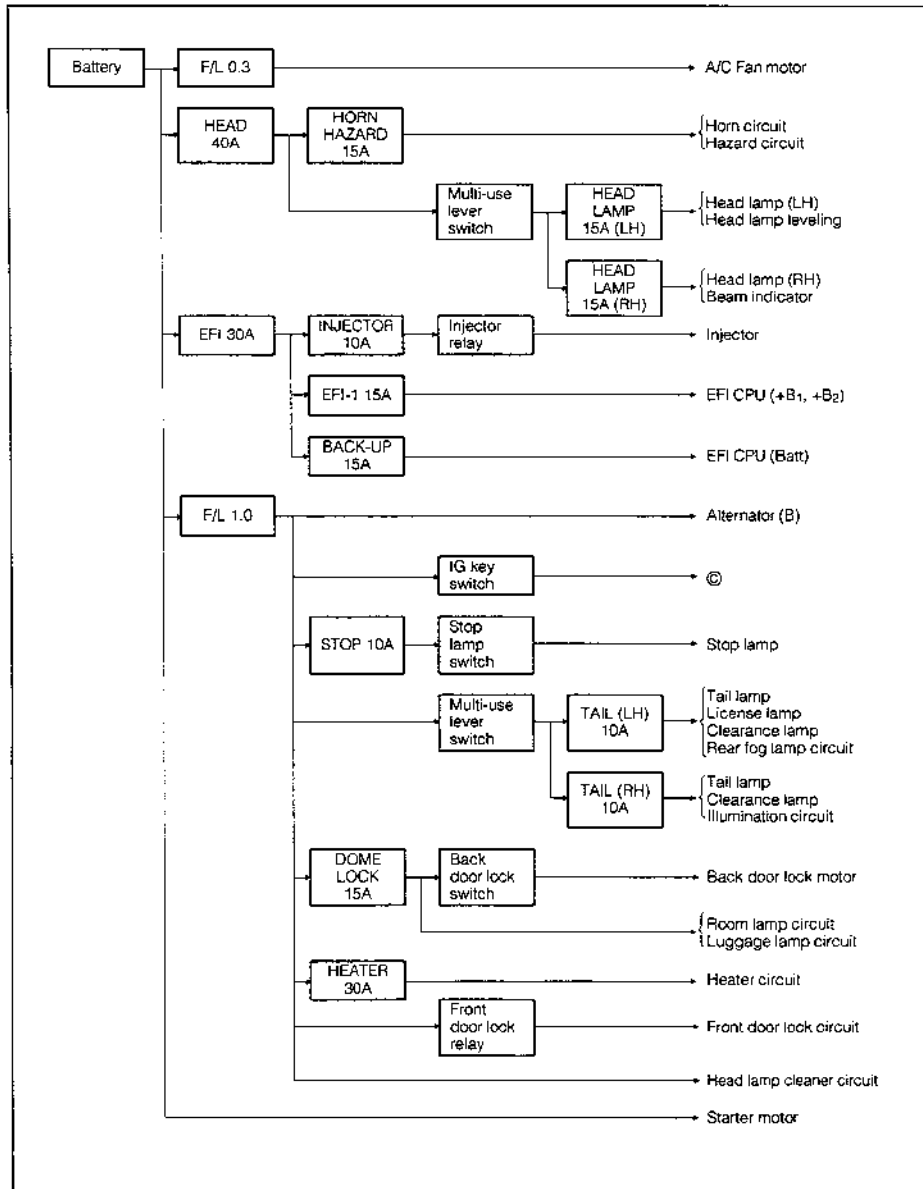 Battery
F/L 0.3
A/C Fan motor
HEAD
40A
HORN
HAZARD
15A
Horn circuit
Hazard circuit
Multi-use
lever
switch
HEAD
LAMP
15A (LH)
Head lamp (LH)
Head lamp leveling
HEAD
LAMP
15A (RH)
Head lamp (RH)
Beam indicator
EFI 30A
INJECTOR
10A
Injector
relay
Injector
EFI-1 15A
EFI CPU (+B1, +B2)
BACK-UP
15A
EFI CPU (Batt)
F/L 1.0
Alternator (B)
IG key
switch
Ⓒ
STOP 10A
Stop
lamp
switch
Stop lamp
Multi-use
lever
switch
TAIL (LH)
10A
Tail lamp
License lamp
Clearance lamp
Rear fog lamp circuit
TAIL (RH)
10A
Tail lamp
Clearance lamp
Illumination circuit
DOME
LOCK
15A
Back
door lock
switch
Back door lock motor
Room lamp circuit
Luggage lamp circuit
HEATER
30A
Heater circuit
Front
door lock
relay
Front door lock circuit
Head lamp cleaner circuit
Starter motor